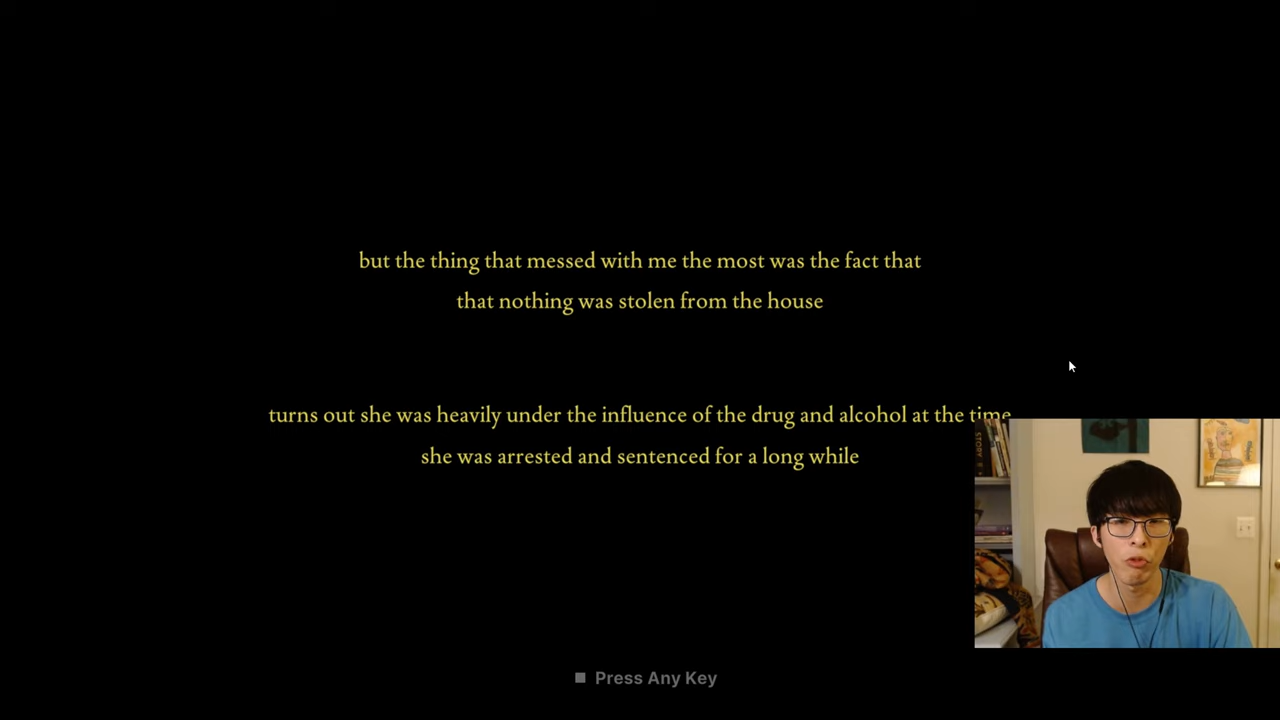 but the thing that messed with me the most was the fact that
that nothing was stolen from the house
turns out she was heavily under the influence of the drug and alcohol at the time
she was arrested and sentenced for a long while
Press Any Key
STORY